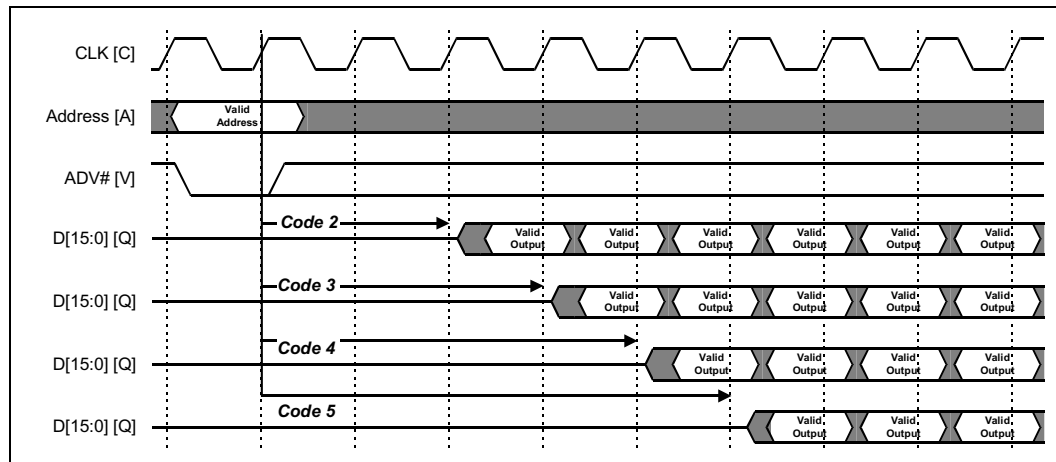 CLK [C]
Address [A]
Valid
Address
ADV# [V]
Code 2
D[15:0] [Q]
Valid Valid Valid Valid Valid Valid
Output Output Output Output Output Output
Code 3
D[15:0] [Q]
Valid Valid Valid Valid Valid
Output Output Output Output Output
Code 4
D[15:0] [Q]
Valid Valid Valid Valid
Output Output Output Output
Code 5
D[15:0] [Q]
Valid Valid Valid
Output Output Output